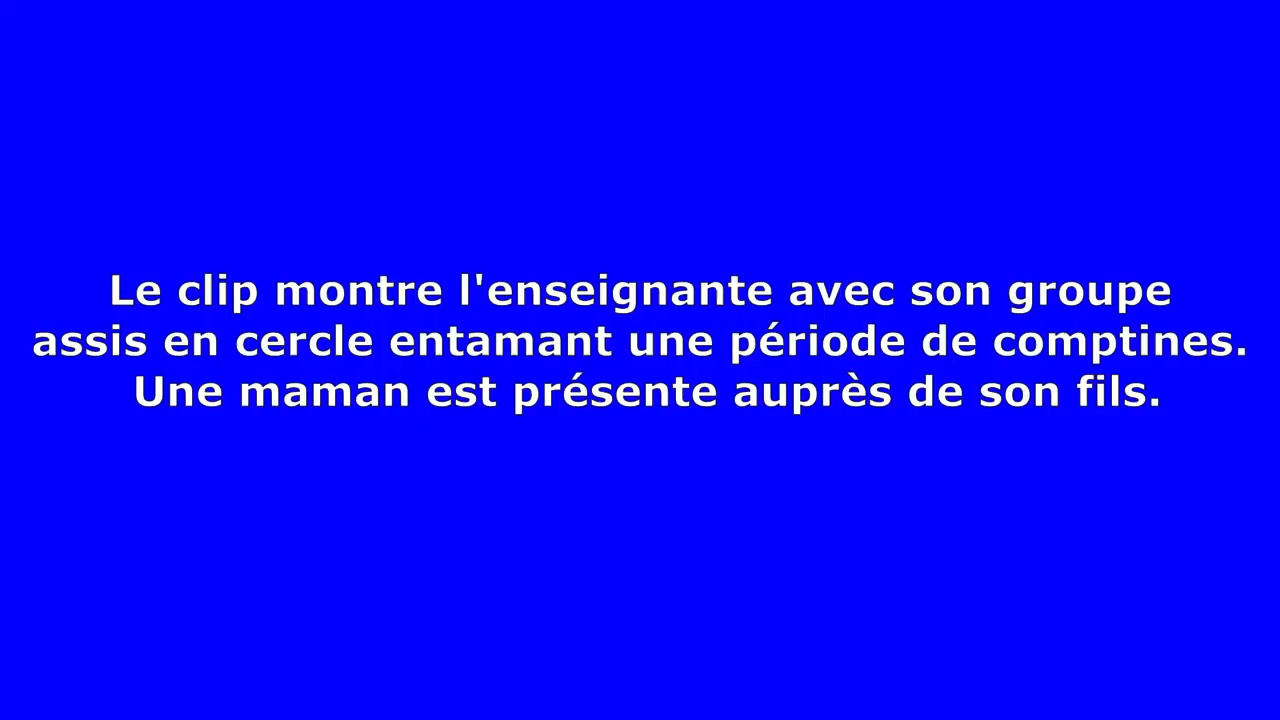 Le clip montre l'enseignante avec son groupe
assis en cercle entamant une période de comptines.
Une maman est présente auprès de son fils.